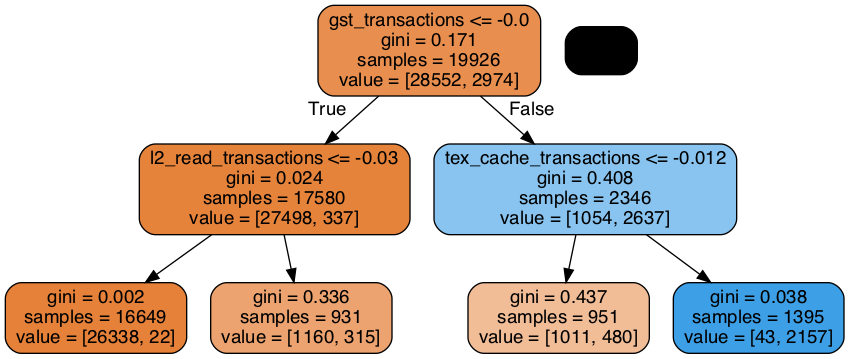 gst_transactions <= -0.0
gini = 0.171
samples = 19926
value = [28552, 2974]
True
False
l2_read_transactions <= -0.03
gini = 0.024
samples = 17580
value = [27498, 337]
tex_cache_transactions <= -0.012
gini = 0.408
samples = 2346
value = [1054, 2637]
gini = 0.002
samples = 16649
value = [26338, 22]
gini = 0.336
samples = 931
value = [1160, 315]
gini = 0.437
samples = 951
value = [1011, 480]
gini = 0.038
samples = 1395
value = [43, 2157]